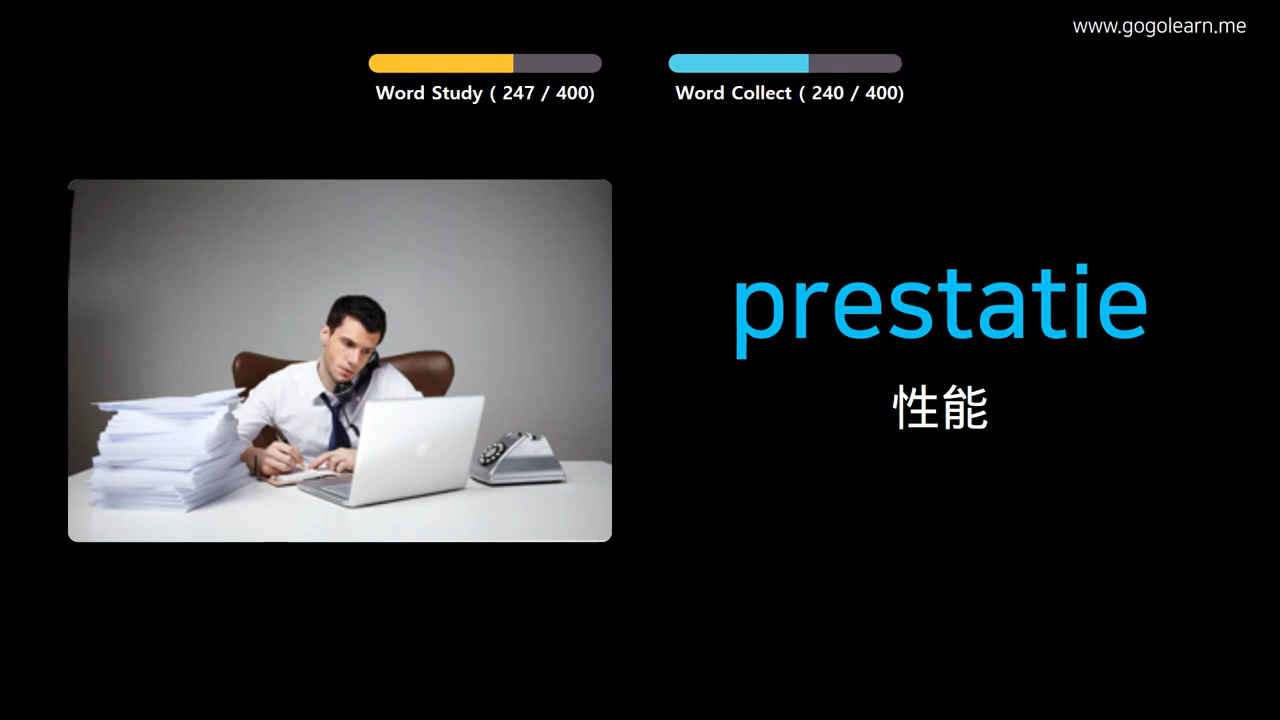 www.gogolearn.me
Word Study ( 247 / 400)
Word Collect ( 240 / 400)
prestatie
性能